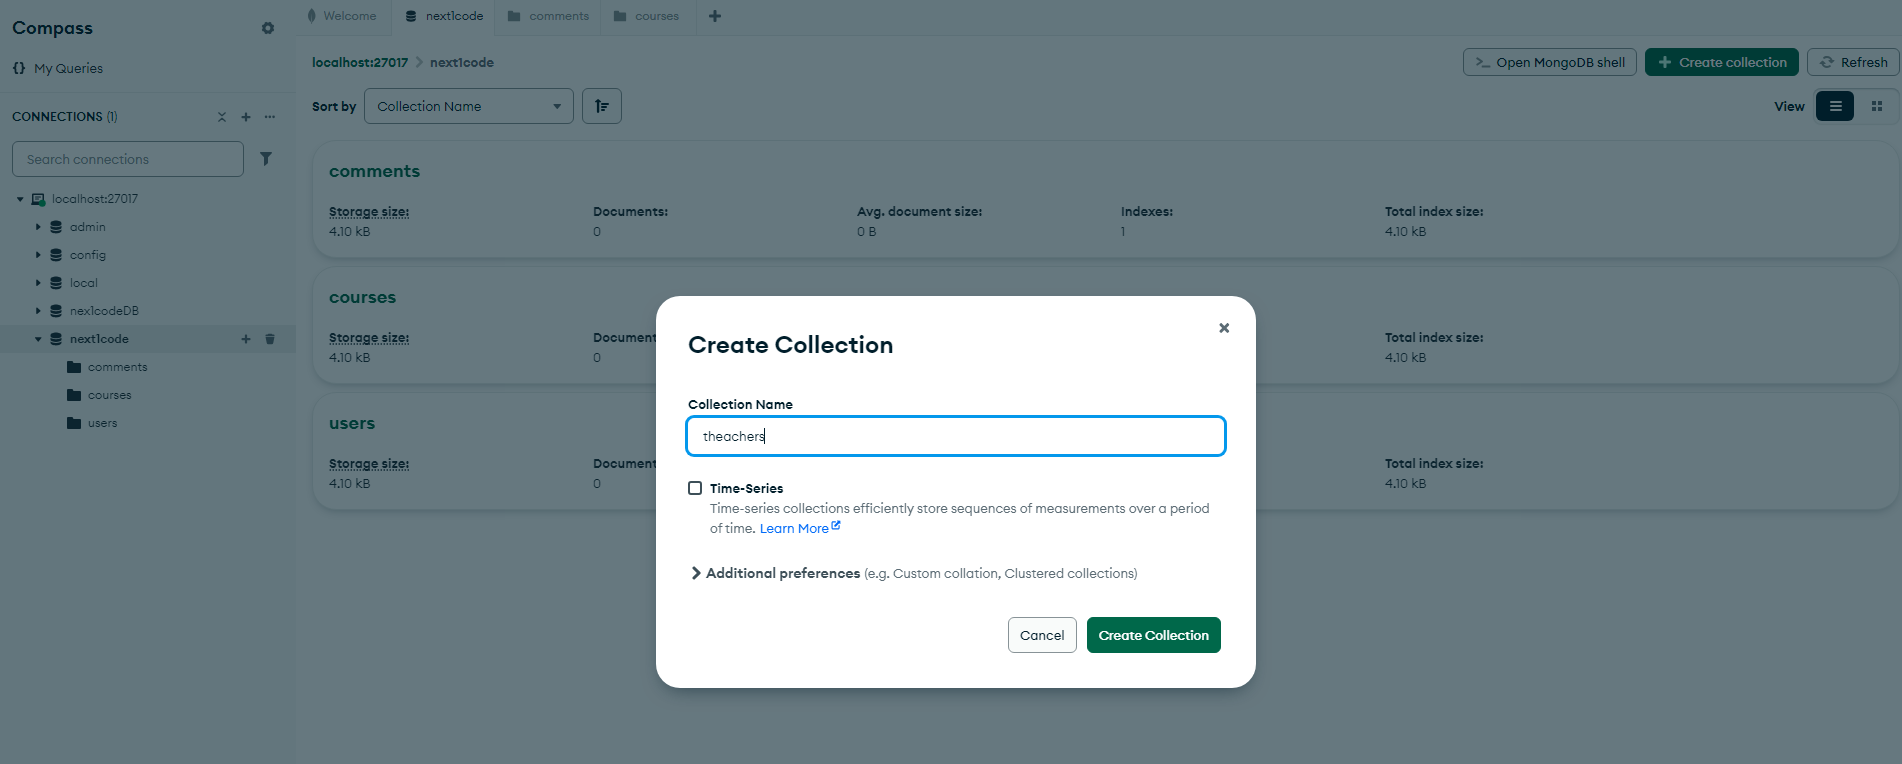 Compass
My Queries
CONNECTIONS (1)
Search connections
localhost:27017
admin
config
local
nex1codeDB
next1code
comments
courses
users
Welcome
next1code
comments
courses
localhost:27017 > next1code
Open MongoDB shell
Create collection
Refresh
Sort by
Collection Name
View
comments
Storage size: Documents: Avg. document size: Indexes: Total index size:
4.10 kB 0 0 B 1 4.10 kB
courses
Storage size: Document Total index size:
4.10 kB 0 4.10 kB
users
Storage size: Document Total index size:
4.10 kB 0 4.10 kB
Create Collection
Collection Name
theachers
Time-Series
Time-series collections efficiently store sequences of measurements over a period
of time. Learn More
Additional preferences (e.g. Custom collation, Clustered collections)
Cancel
Create Collection